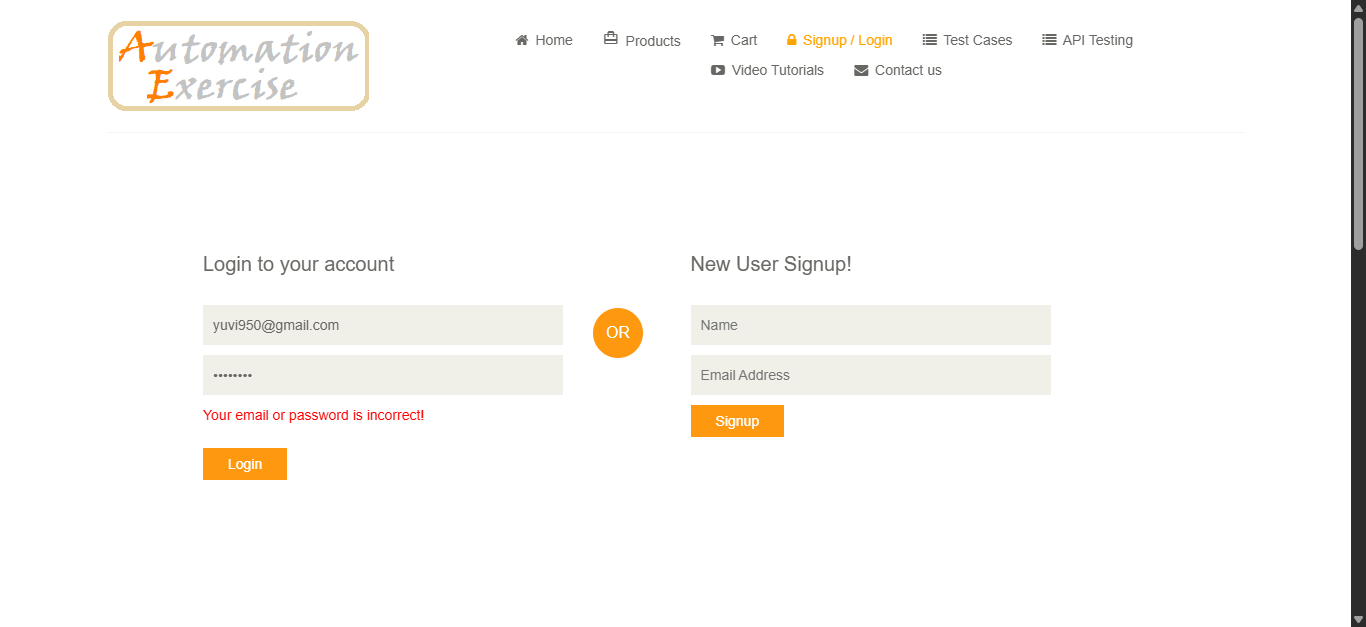 Automation
Exercise
Home Products Cart Signup / Login Test Cases API Testing
Video Tutorials Contact us
Login to your account
yuvi950@gmail.com
••••••••
Your email or password is incorrect!
Login
OR
New User Signup!
Name
Email Address
Signup